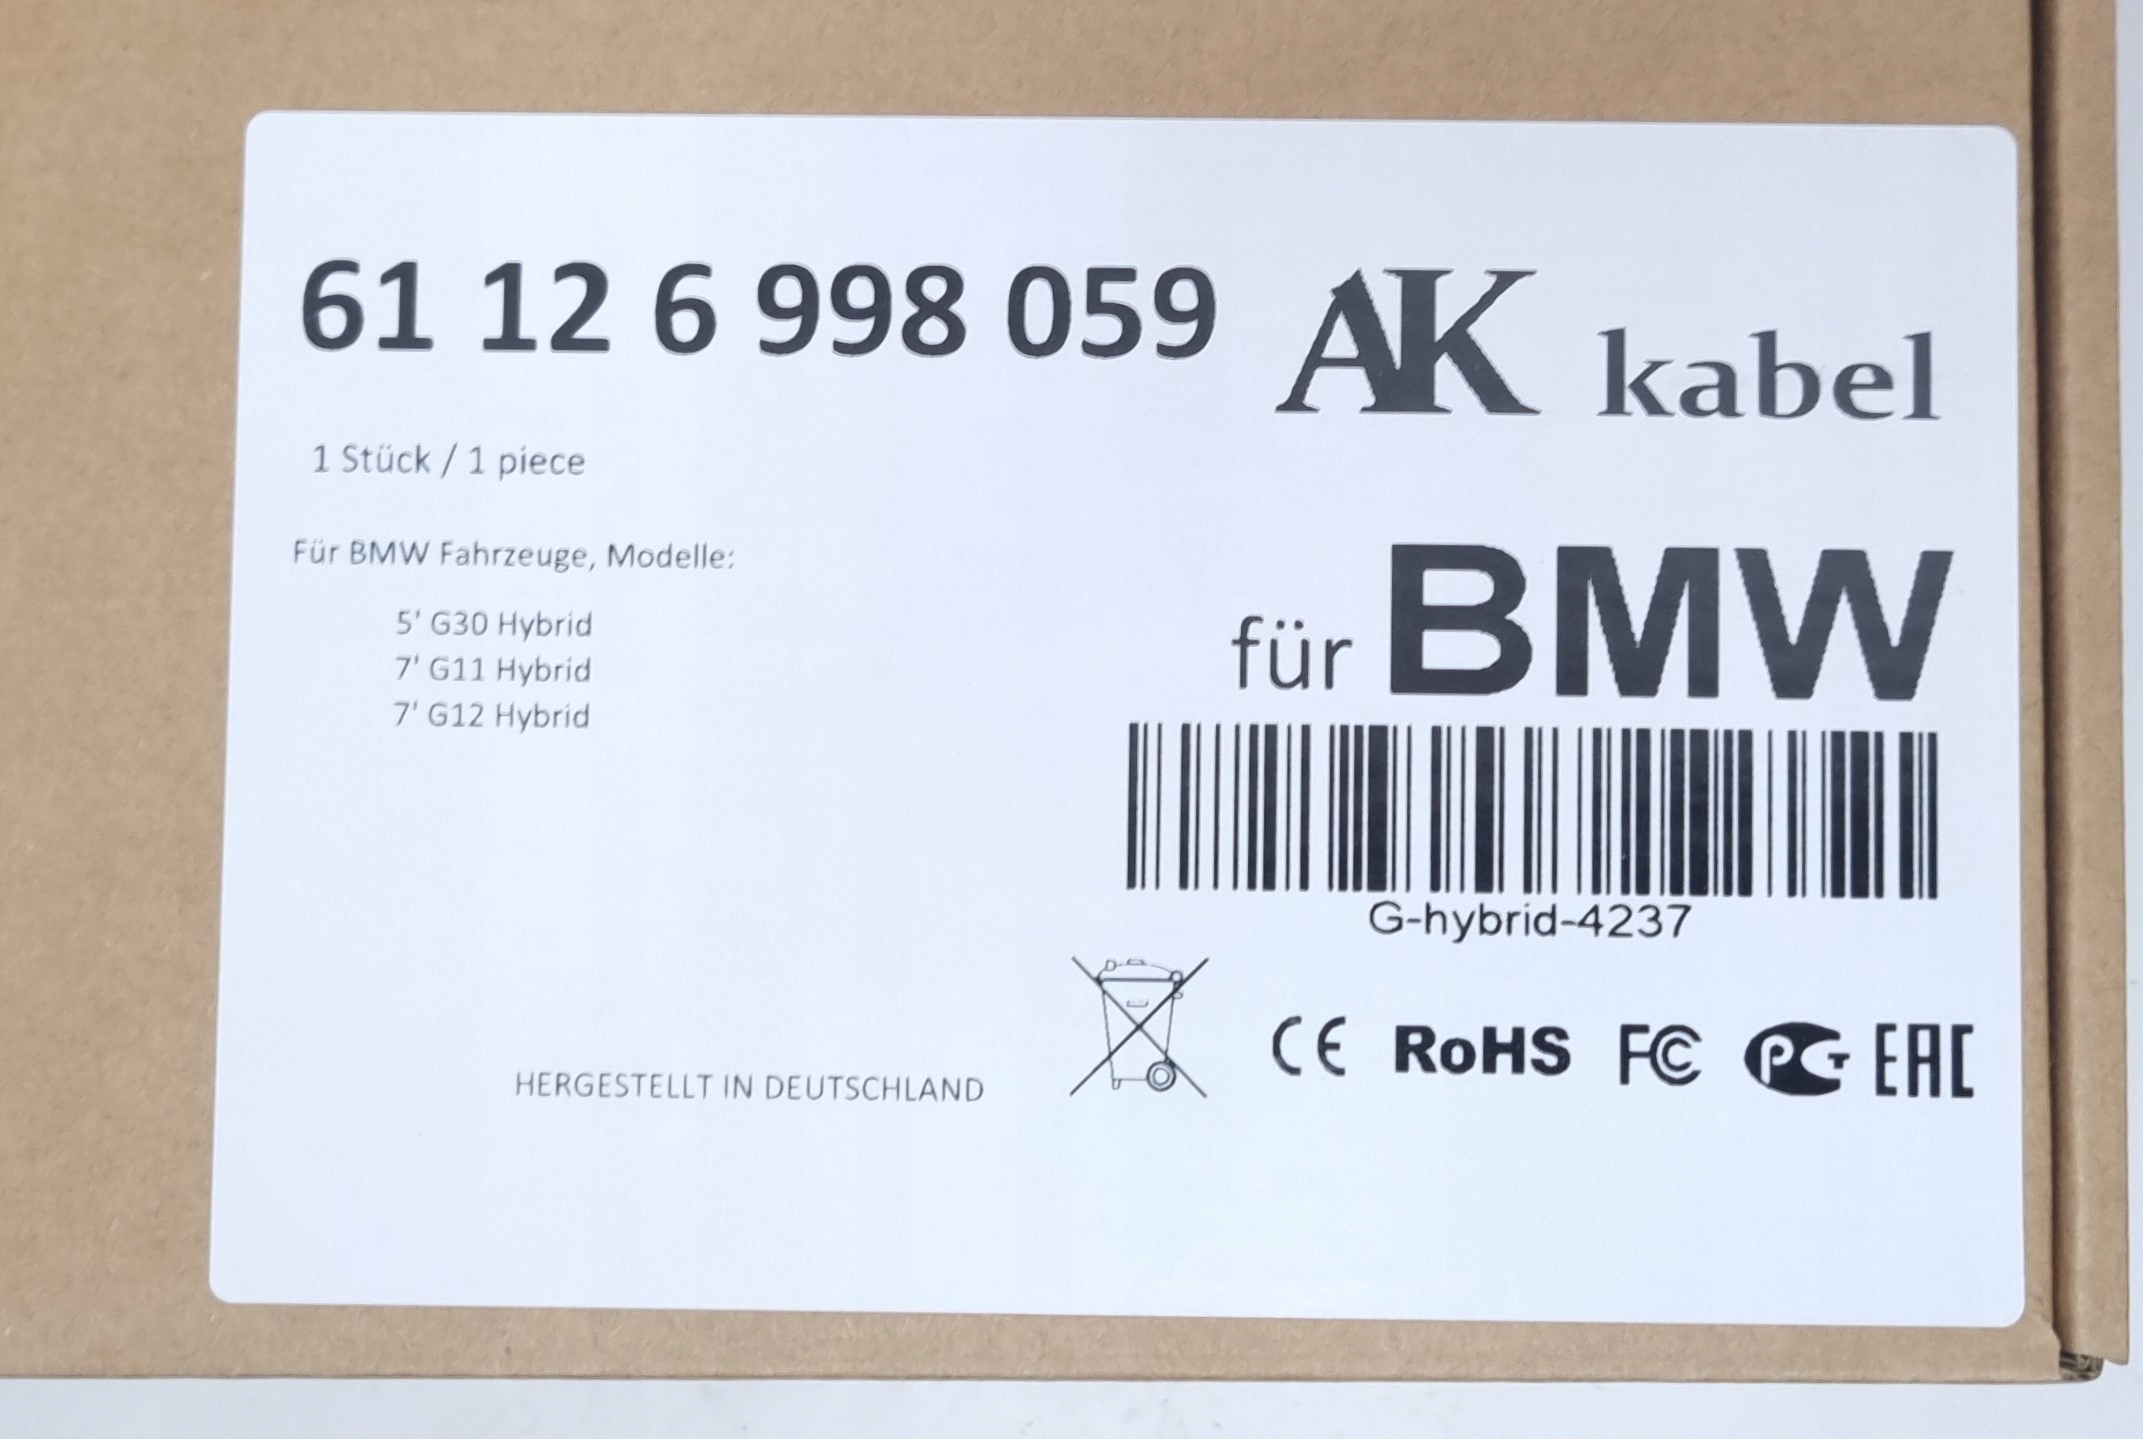 61 12 6 998 059
AK kabel
1 Stück / 1 piece
Für BMW Fahrzeuge, Modelle:
5' G30 Hybrid
7' G11 Hybrid
7' G12 Hybrid
für BMW
G-hybrid-4237
HERGESTELLT IN DEUTSCHLAND
CE RoHS FC PCT EAC